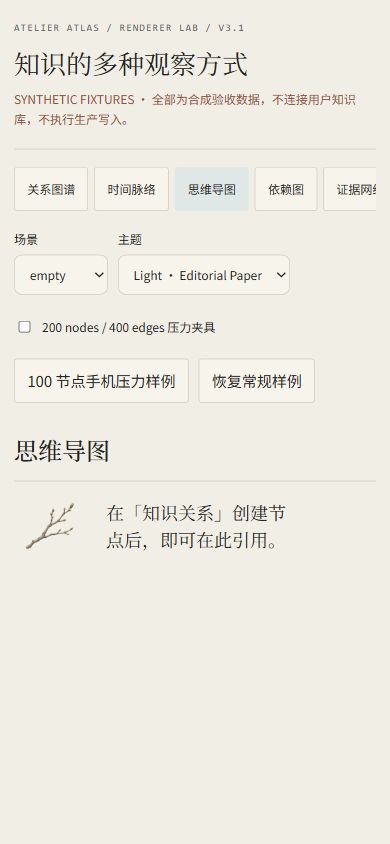 ATELIER ATLAS / RENDERER LAB / V3.1
知识的多种观察方式
SYNTHETIC FIXTURES · 全部为合成验收数据，不连接用户知识
库，不执行生产写入。
关系图谱 时间脉络 思维导图 依赖图 证据网
场景 主题
empty Light · Editorial Paper
200 nodes / 400 edges 压力夹具
100 节点手机压力样例 恢复常规样例
思维导图
在「知识关系」创建节
点后，即可在此引用。